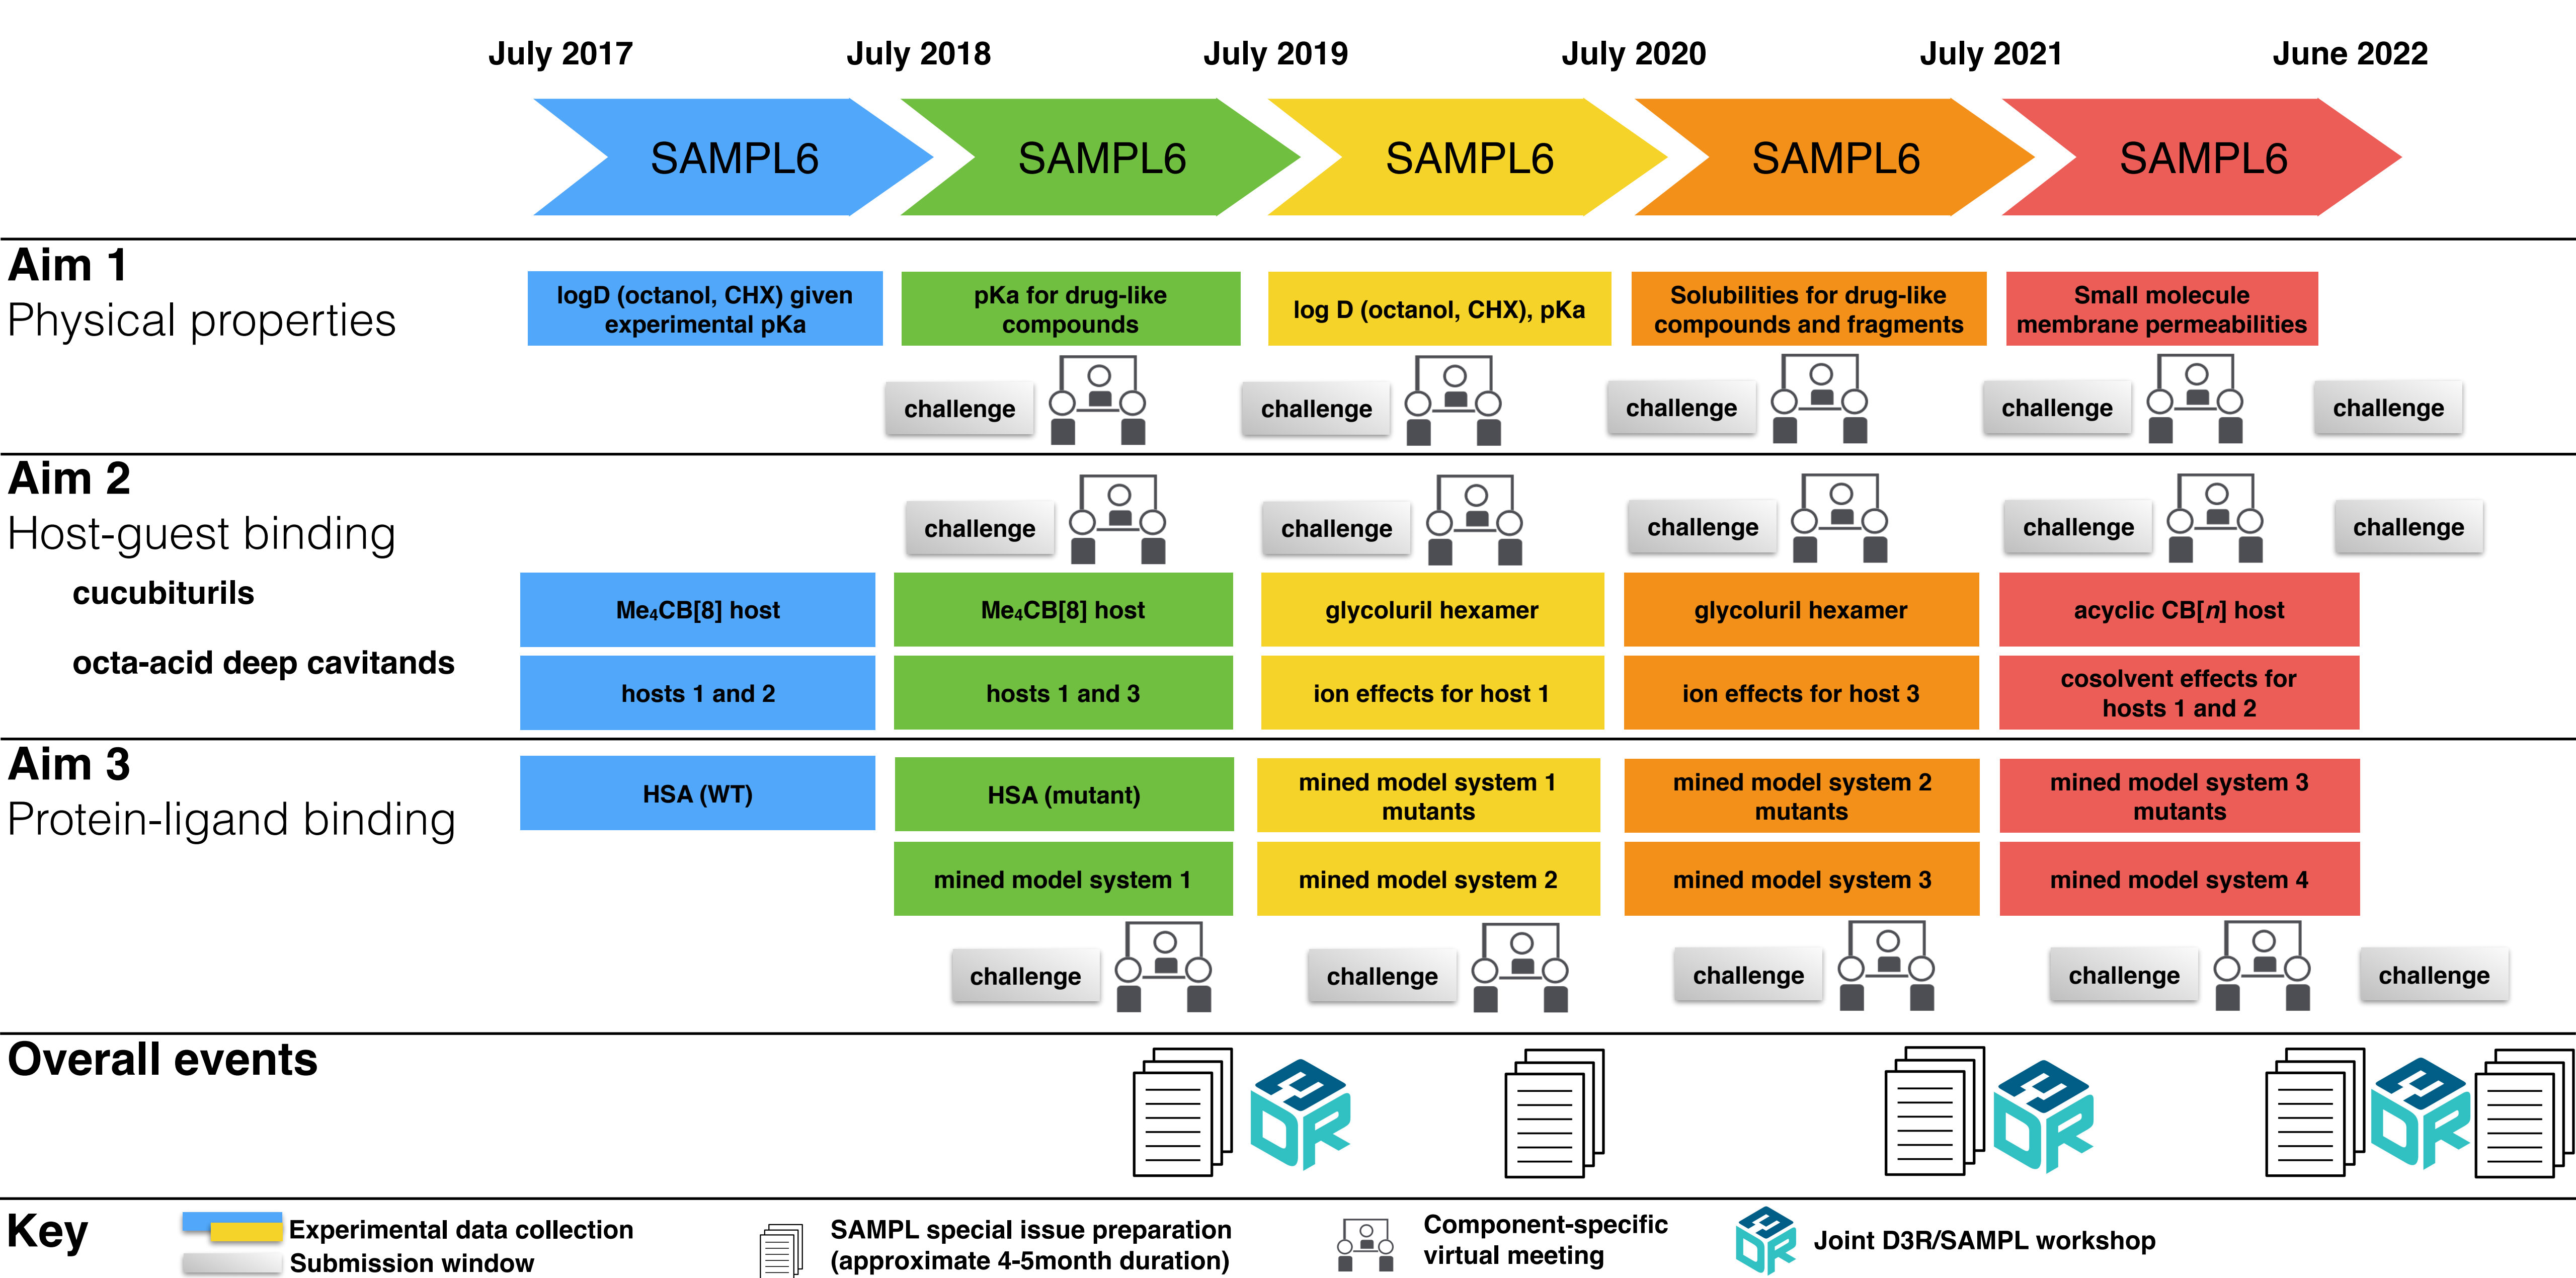 July 2017
July 2018
July 2019
July 2020
July 2021
June 2022
SAMPL6
SAMPL6
SAMPL6
SAMPL6
SAMPL6
Aim 1
Physical properties
logD (octanol, CHX) given
experimental pKa
pKa for drug-like
compounds
log D (octanol, CHX), pKa
Solubilities for drug-like
compounds and fragments
Small molecule
membrane permeabilities
challenge
challenge
challenge
challenge
challenge
Aim 2
Host-guest binding
challenge
challenge
challenge
challenge
challenge
cucubiturils
Me₄CB[8] host
Me₄CB[8] host
glycoluril hexamer
glycoluril hexamer
acyclic CB[n] host
octa-acid deep cavitands
hosts 1 and 2
hosts 1 and 3
ion effects for host 1
ion effects for host 3
cosolvent effects for
hosts 1 and 2
Aim 3
Protein-ligand binding
HSA (WT)
HSA (mutant)
mined model system 1
mutants
mined model system 2
mutants
mined model system 3
mutants
mined model system 1
mined model system 2
mined model system 3
mined model system 4
challenge
challenge
challenge
challenge
challenge
Overall events
D3R
D3R
D3R
Key
Experimental data collection
Submission window
SAMPL special issue preparation
(approximate 4-5month duration)
Component-specific
virtual meeting
D3R
Joint D3R/SAMPL workshop